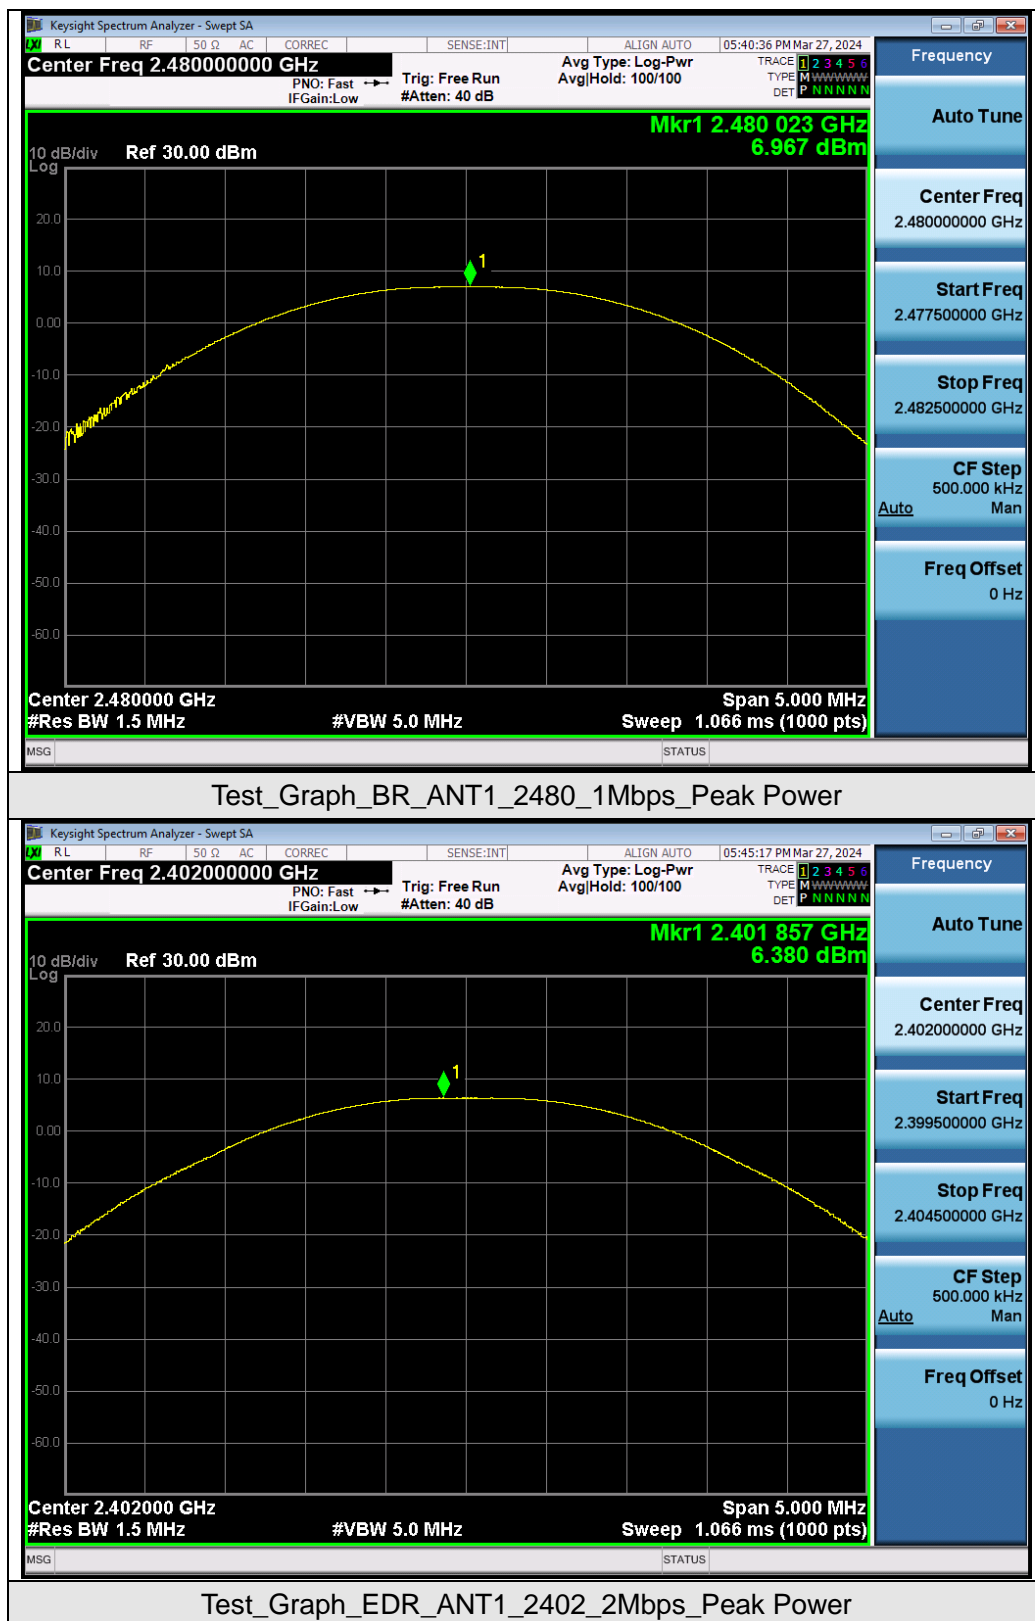 Keysight Spectrum Analyzer - Swept SA
LXI RL RF 50 Ω AC CORREC SENSE:INT ALIGN AUTO 05:40:36 PM Mar 27, 2024
Center Freq 2.480000000 GHz
PNO: Fast
IFGain:Low
Trig: Free Run
#Atten: 40 dB
Avg Type: Log-Pwr
Avg|Hold: 100/100
TRACE 1 2 3 4 5 6
TYPE M WWWWW
DET P N N N N N
Mkr1 2.480 023 GHz
6.967 dBm
10 dB/div Ref 30.00 dBm
Log
20.0
1
10.0
0.00
-10.0
-20.0
-30.0
-40.0
-50.0
-60.0
Center 2.480000 GHz Span 5.000 MHz
#Res BW 1.5 MHz #VBW 5.0 MHz Sweep 1.066 ms (1000 pts)
MSG STATUS
Frequency
Auto Tune
Center Freq
2.480000000 GHz
Start Freq
2.477500000 GHz
Stop Freq
2.482500000 GHz
CF Step
500.000 kHz
Auto Man
Freq Offset
0 Hz
Test_Graph_BR_ANT1_2480_1Mbps_Peak Power
Keysight Spectrum Analyzer - Swept SA
LXI RL RF 50 Ω AC CORREC SENSE:INT ALIGN AUTO 05:45:17 PM Mar 27, 2024
Center Freq 2.402000000 GHz
PNO: Fast
IFGain:Low
Trig: Free Run
#Atten: 40 dB
Avg Type: Log-Pwr
Avg|Hold: 100/100
TRACE 1 2 3 4 5 6
TYPE M WWWWW
DET P N N N N N
Mkr1 2.401 857 GHz
6.380 dBm
10 dB/div Ref 30.00 dBm
Log
20.0
1
10.0
0.00
-10.0
-20.0
-30.0
-40.0
-50.0
-60.0
Center 2.402000 GHz Span 5.000 MHz
#Res BW 1.5 MHz #VBW 5.0 MHz Sweep 1.066 ms (1000 pts)
MSG STATUS
Frequency
Auto Tune
Center Freq
2.402000000 GHz
Start Freq
2.399500000 GHz
Stop Freq
2.404500000 GHz
CF Step
500.000 kHz
Auto Man
Freq Offset
0 Hz
Test_Graph_EDR_ANT1_2402_2Mbps_Peak Power